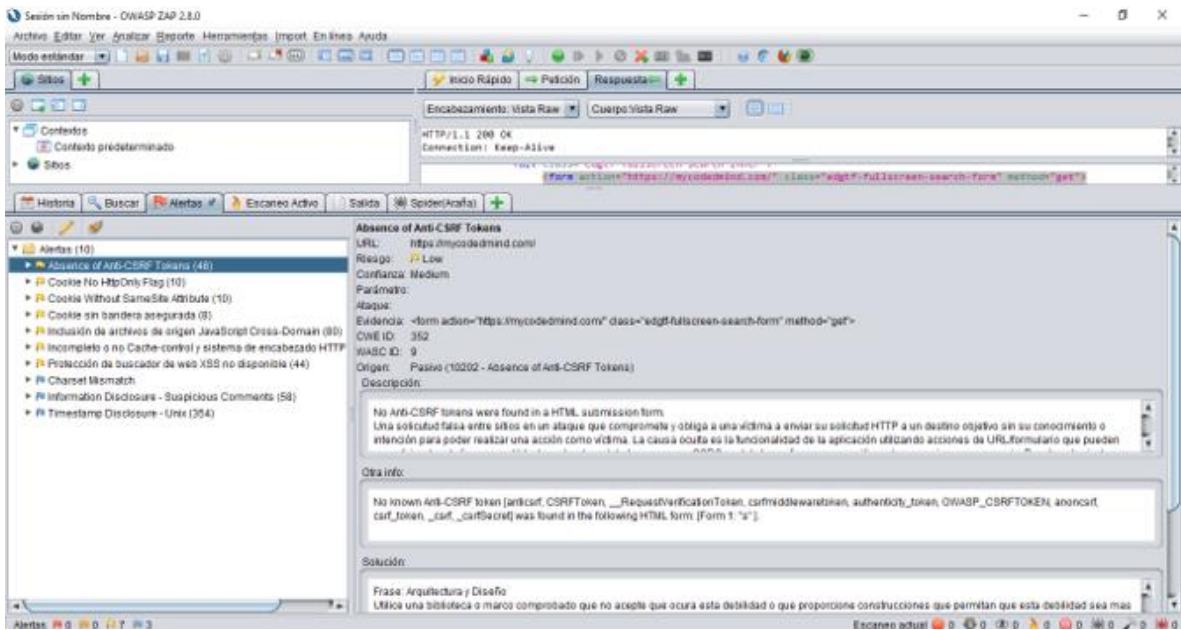 Sesión sin Nombre - OWASP ZAP 2.8.0
Archivo Editar Ver Analizar Reporte Herramientas Import En línea Ayuda
Modo estándar
Sitios
Inicio Rápido Petición Respuesta
Encabezamiento: Vista Raw Cuerpo: Vista Raw
Contextos
Contexto predeterminado
Sitios
HTTP/1.1 200 OK
Connection: Keep-Alive
<form action="https://mycodedmind.com/" class="edgtf-fullscreen-search-form" method="get">
Historia Buscar Alertas Escaneo Activo Salida Spider(Araña)
Alertas (10)
Absence of Anti-CSRF Tokens (48)
Cookie No HttpOnly Flag (10)
Cookie Without SameSite Attribute (10)
Cookie sin bandera asegurada (8)
Inclusión de archivos de origen JavaScript Cross-Domain (80)
Incompleto o no Cache-control y sistema de encabezado HTTP
Protección de buscador de web XSS no disponible (44)
Charset Mismatch
Information Disclosure - Suspicious Comments (58)
Timestamp Disclosure - Unix (354)
Absence of Anti-CSRF Tokens
URL: https://mycodedmind.com/
Riesgo: Low
Confianza: Medium
Parámetro:
Ataque:
Evidencia: <form action="https://mycodedmind.com/" class="edgtf-fullscreen-search-form" method="get">
CWE ID: 352
WASC ID: 9
Origen: Pasivo (10202 - Absence of Anti-CSRF Tokens)
Descripción:
No Anti-CSRF tokens were found in a HTML submission form.
Una solicitud falsa entre sitios en un ataque que compromete y obliga a una víctima a enviar su solicitud HTTP a un destino objetivo sin su conocimiento o
intención para poder realizar una acción como víctima. La causa oculta es la funcionalidad de la aplicación utilizando acciones de URL/formulario que pueden
Otra info:
No known Anti-CSRF token [anticsrf, CSRFToken, __RequestVerificationToken, csrfmiddlewaretoken, authenticity_token, OWASP_CSRFTOKEN, anoncsrf,
csrf_token, _csrf, _csrfSecret] was found in the following HTML form: [Form 1: "s" ].
Solución:
Frase: Arquitectura y Diseño
Utilice una biblioteca o marco comprobado que no acepte que ocura esta debilidad o que proporcione construcciones que permitan que esta debilidad sea mas
Alertas 0 0 7 3
Escaneo actual 0 0 0 0 0 0 0 0